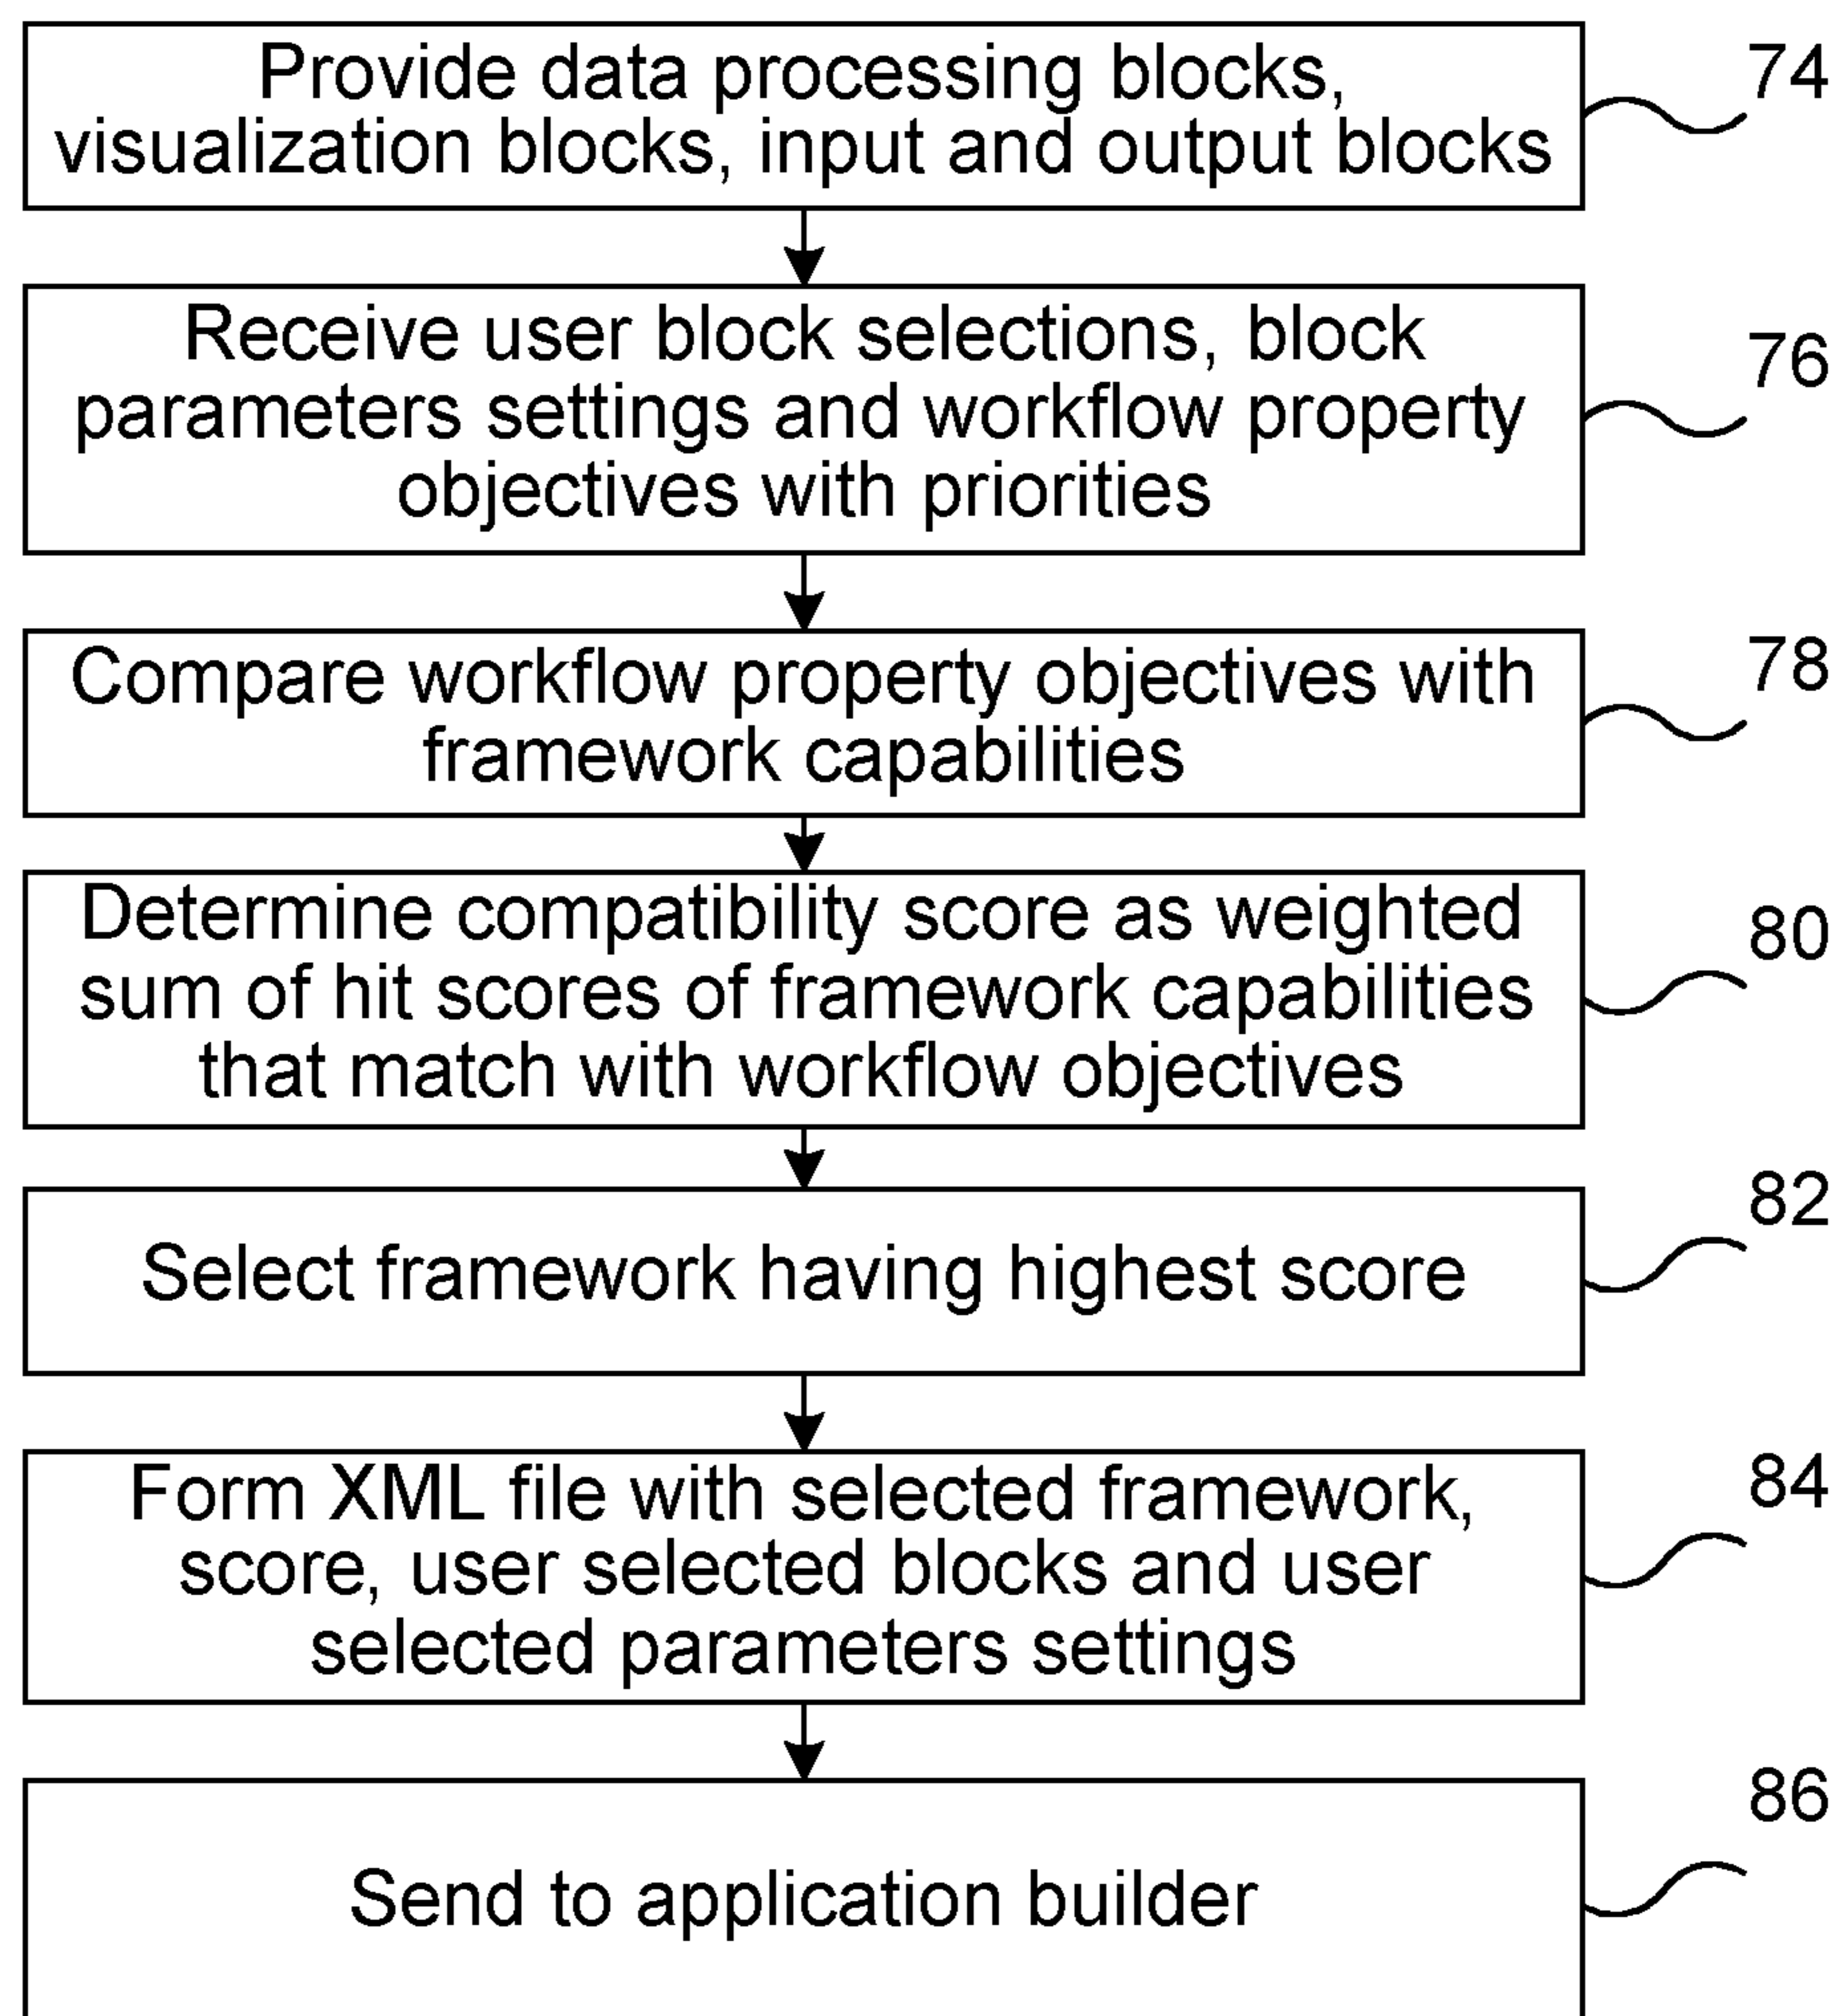 Provide data processing blocks,
visualization blocks, input and output blocks
74
Receive user block selections, block
parameters settings and workflow property
objectives with priorities
76
Compare workflow property objectives with
framework capabilities
78
Determine compatibility score as weighted
sum of hit scores of framework capabilities
that match with workflow objectives
80
Select framework having highest score
82
Form XML file with selected framework,
score, user selected blocks and user
selected parameters settings
84
Send to application builder
86